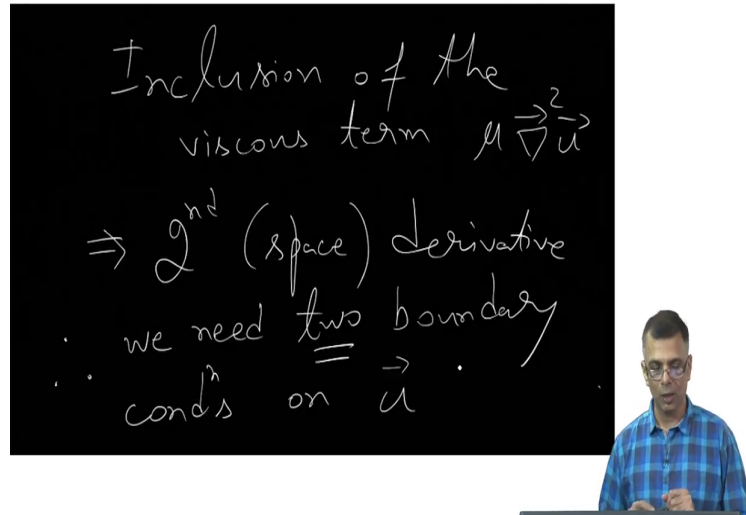 Inclusion of the
viscous term μ ∇⃗² u⃗
⇒ 2ⁿᵈ (space) derivative
∴ we need two boundary
condⁿs on u⃗ .